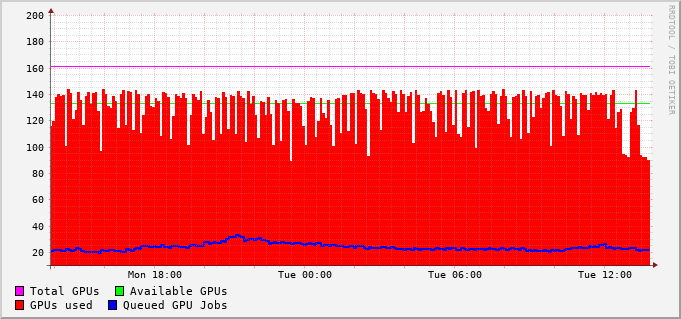 200
180
160
140
120
100
80
60
40
20
Mon 18:00 Tue 00:00 Tue 06:00 Tue 12:00
Total GPUs Available GPUs
GPUs used Queued GPU Jobs
RRDTOOL / TOBI OETIKER